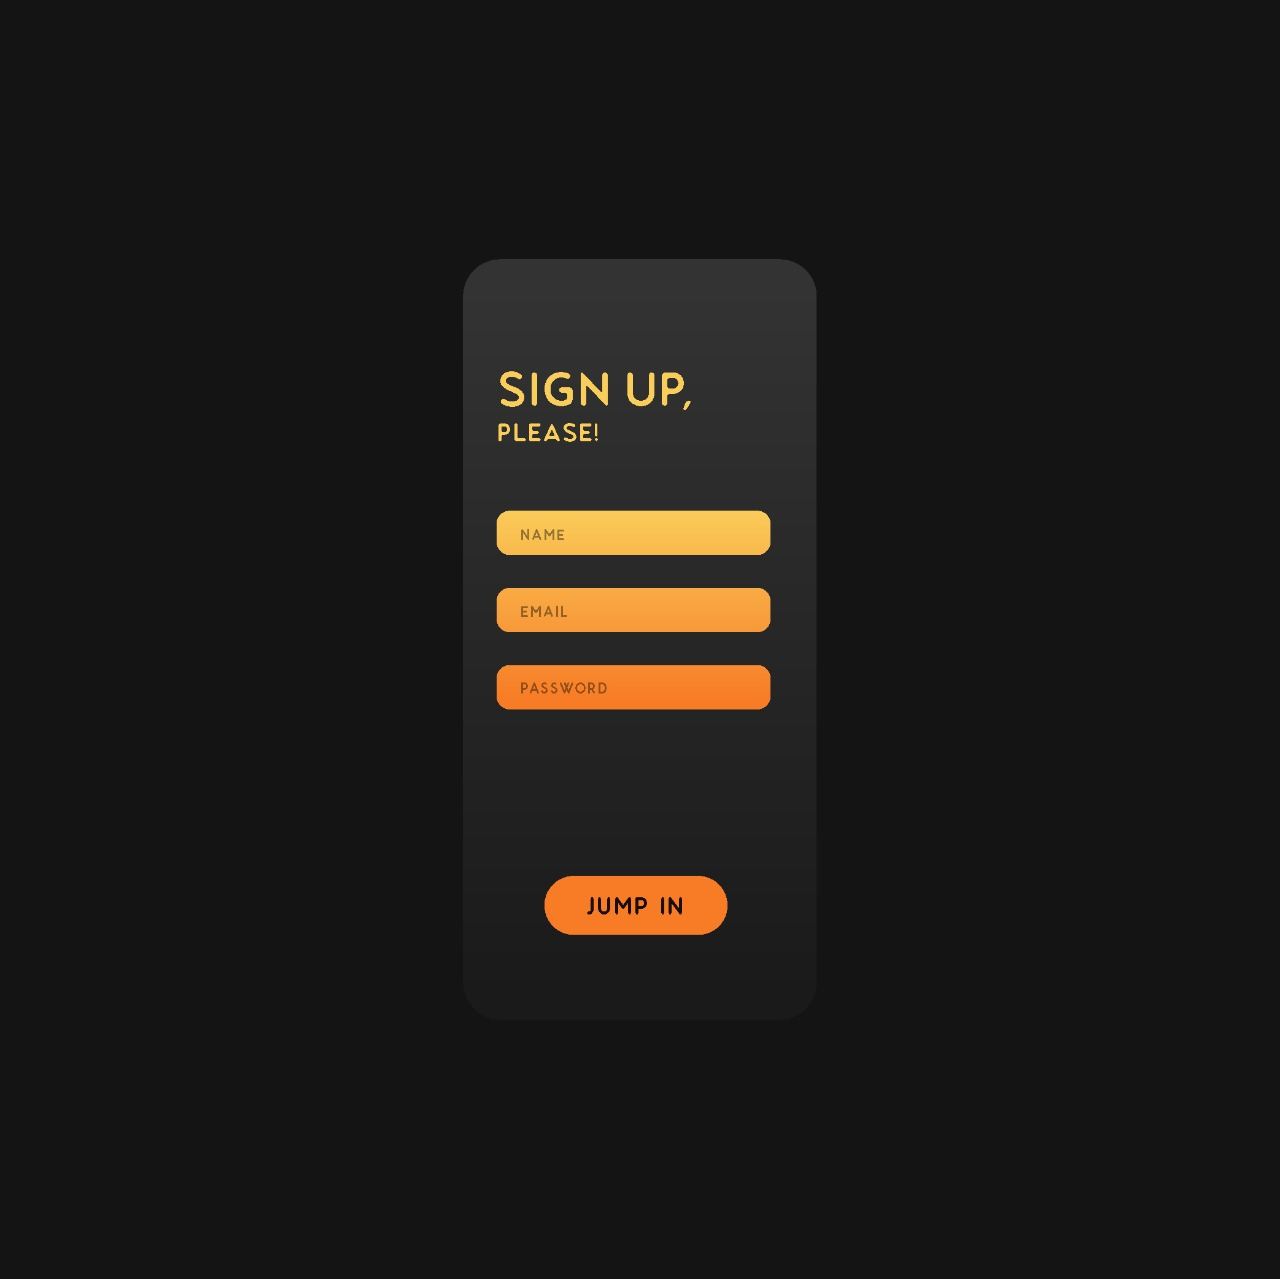 SIGN UP,
PLEASE!
NAME
EMAIL
PASSWORD
JUMP IN